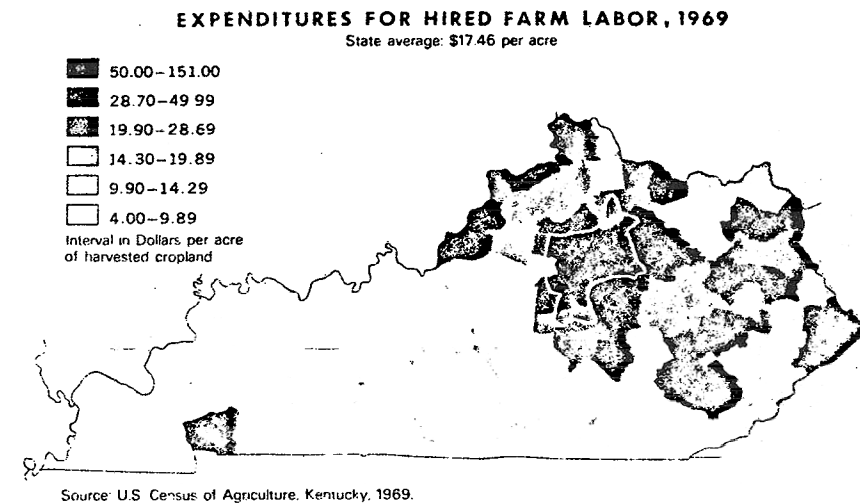 EXPENDITURES FOR HIRED FARM LABOR, 1969
State average: $17.46 per acre
50.00-151.00
28.70-49 99
19.90-28.69
14.30-19.89
9.90-14.29
4.00-9.89
Interval in Dollars per acre
of harvested cropland
Source: U.S. Census of Agriculture, Kentucky, 1969.